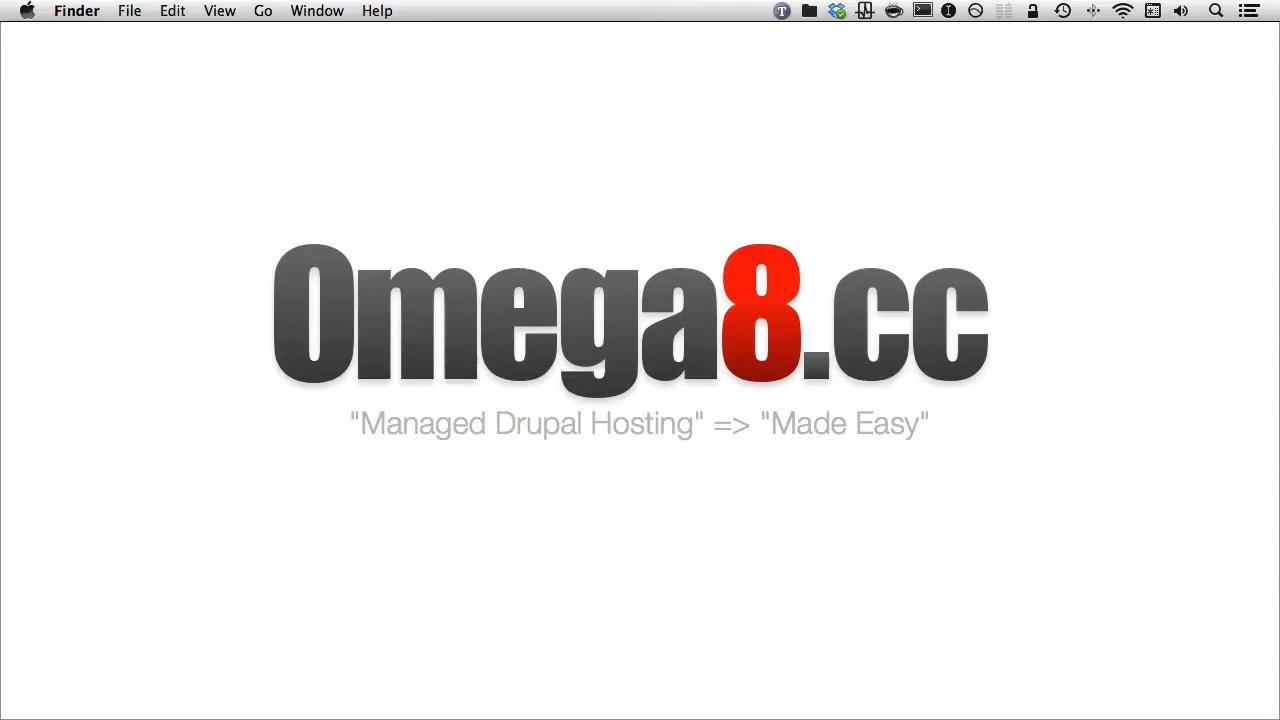 Finder File Edit View Go Window Help
Omega8.cc
"Managed Drupal Hosting" => "Made Easy"